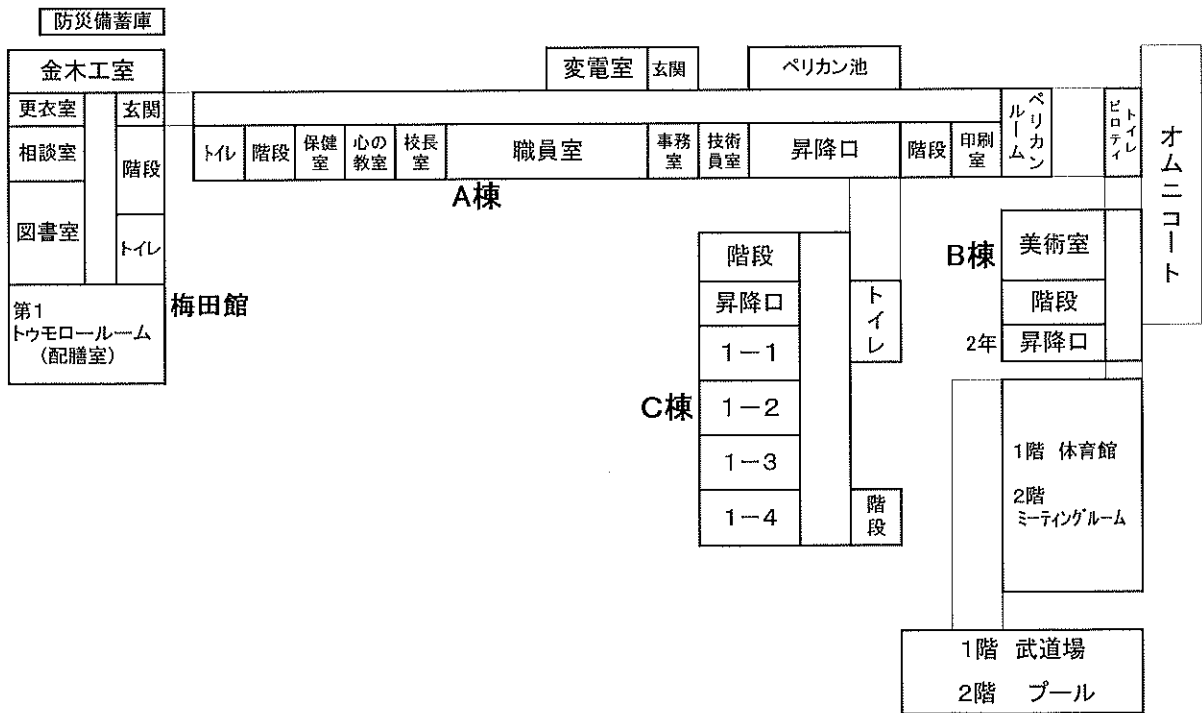 防災備蓄庫
金木工室
更衣室
玄関
相談室
階段
図書室
トイレ
第1
トゥモロールーム
(配膳室)
梅田館
変電室
玄関
ペリカン池
トイレ
階段
保健
室
心の
教室
校長
室
職員室
事務
室
技術
員室
昇降口
階段
印刷
室
ペリカン
ルーム
トイレ
ピロティ
オムニコート
A棟
階段
昇降口
トイレ
1-1
1-2
1-3
1-4
階段
C棟
B棟
美術室
階段
2年
昇降口
1階 体育館
2階
ミーティングルーム
1階 武道場
2階 プール